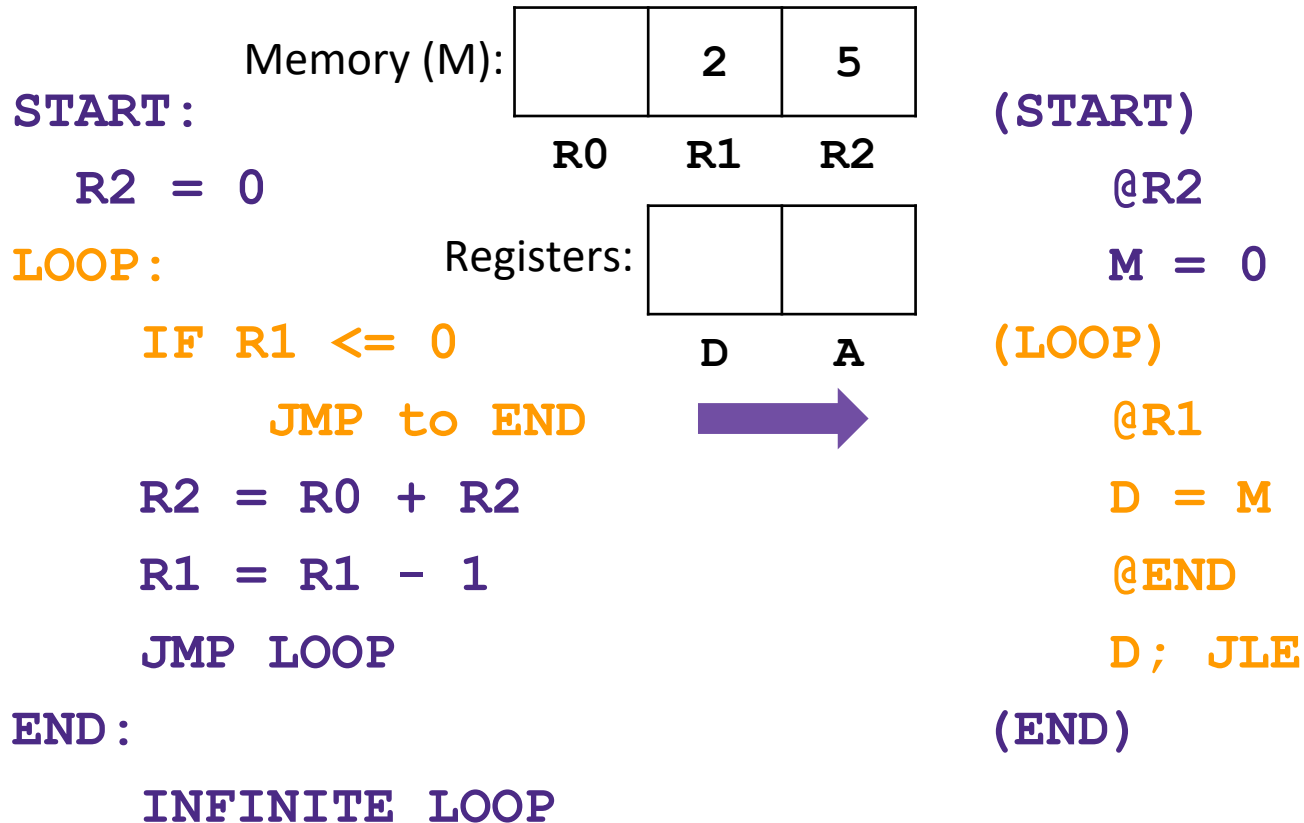 Memory (M):
2 5
R0 R1 R2
Registers:
D A
START:
R2 = 0
LOOP:
IF R1 <= 0
JMP to END
R2 = R0 + R2
R1 = R1 - 1
JMP LOOP
END:
INFINITE LOOP
(START)
@R2
M = 0
(LOOP)
@R1
D = M
@END
D; JLE
(END)